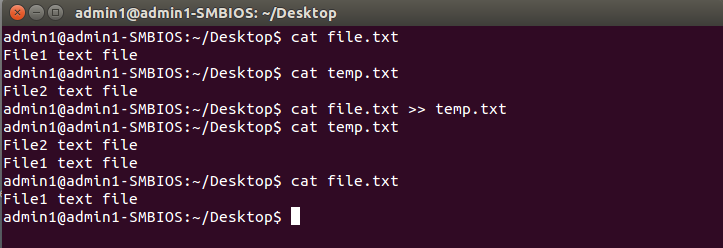 admin1@admin1-SMBIOS: ~/Desktop
admin1@admin1-SMBIOS:~/Desktop$ cat file.txt
File1 text file
admin1@admin1-SMBIOS:~/Desktop$ cat temp.txt
File2 text file
admin1@admin1-SMBIOS:~/Desktop$ cat file.txt >> temp.txt
admin1@admin1-SMBIOS:~/Desktop$ cat temp.txt
File2 text file
File1 text file
admin1@admin1-SMBIOS:~/Desktop$ cat file.txt
File1 text file
admin1@admin1-SMBIOS:~/Desktop$